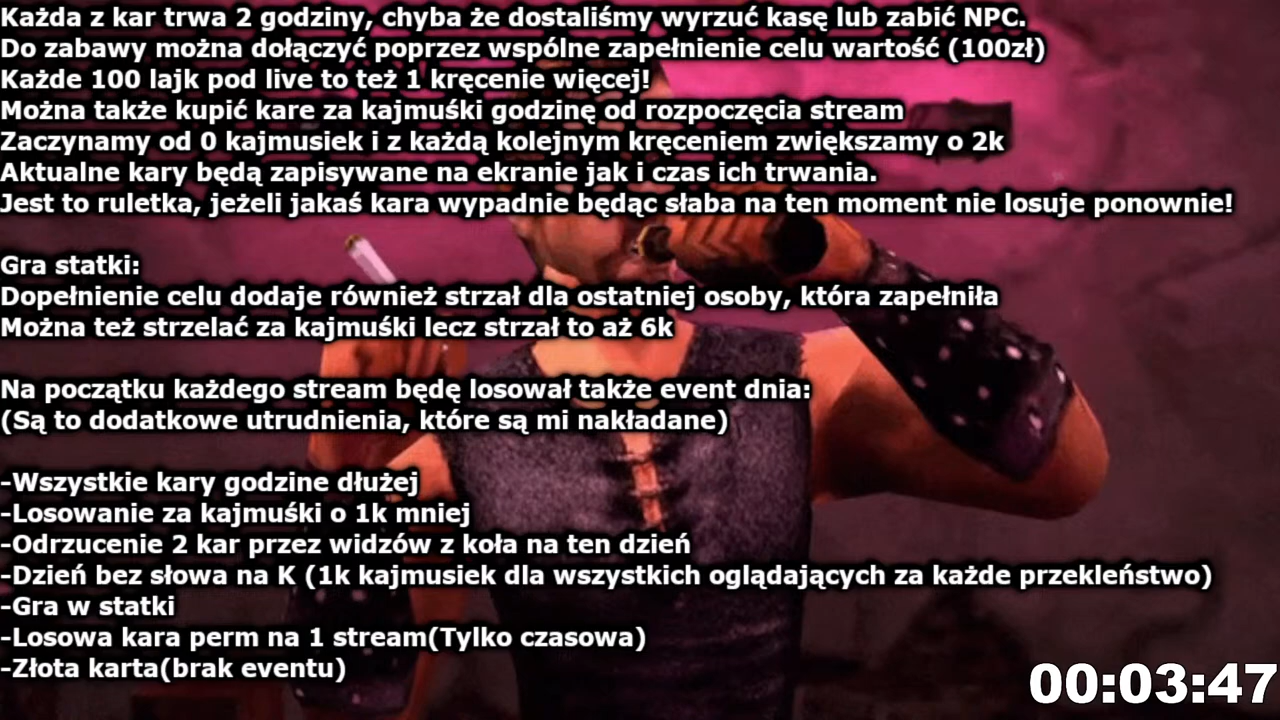 Każda z kar trwa 2 godziny, chyba że dostaliśmy wyrzuć kasę lub zabić NPC.
Do zabawy można dołączyć poprzez wspólne zapełnienie celu wartość (100zł)
Każde 100 lajk pod live to też 1 kręcenie więcej!
Można także kupić kare za kajmuśki godzinę od rozpoczęcia stream
Zaczynamy od 0 kajmusiek i z każdą kolejnym kręceniem zwiększamy o 2k
Aktualne kary będą zapisywane na ekranie jak i czas ich trwania.
Jest to ruletka, jeżeli jakaś kara wypadnie będąc słaba na ten moment nie losuje ponownie!
Gra statki:
Dopełnienie celu dodaje również strzał dla ostatniej osoby, która zapełniła
Można też strzelać za kajmuśki lecz strzał to aż 6k
Na początku każdego stream będę losował także event dnia:
(Są to dodatkowe utrudnienia, które są mi nakładane)
-Wszystkie kary godzine dłużej
-Losowanie za kajmuśki o 1k mniej
-Odrzucenie 2 kar przez widzów z koła na ten dzień
-Dzień bez słowa na K (1k kajmusiek dla wszystkich oglądających za każde przekleństwo)
-Gra w statki
-Losowa kara perm na 1 stream(Tylko czasowa)
-Złota karta(brak eventu)
00:03:47